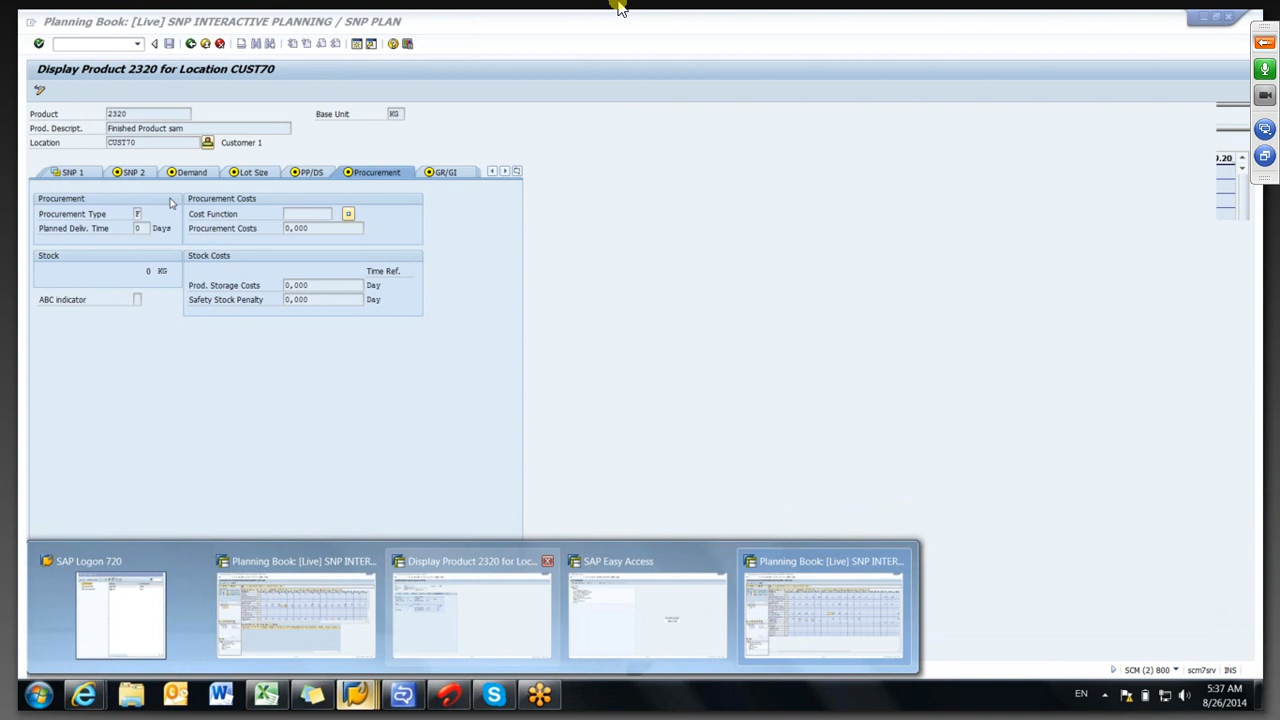 Planning Book: [Live] SNP INTERACTIVE PLANNING / SNP PLAN
Display Product 2320 for Location CUST70
Product 2320 Base Unit KG
Prod. Descript. Finished Product sam
Location CUST70 Customer 1
.20
SNP 1 SNP 2 Demand Lot Size PP/DS Procurement GR/GI
Procurement Procurement Costs
Procurement Type F Cost Function
Planned Deliv. Time 0 Days Procurement Costs 0,000
Stock Stock Costs
0 KG Time Ref.
Prod. Storage Costs 0,000 Day
ABC indicator Safety Stock Penalty 0,000 Day
SAP Logon 720 Planning Book: [Live] SNP INTER... Display Product 2320 for Loc... SAP Easy Access Planning Book: [Live] SNP INTER...
SCM (2) 800 scm7srv INS
EN 5:37 AM
8/26/2014